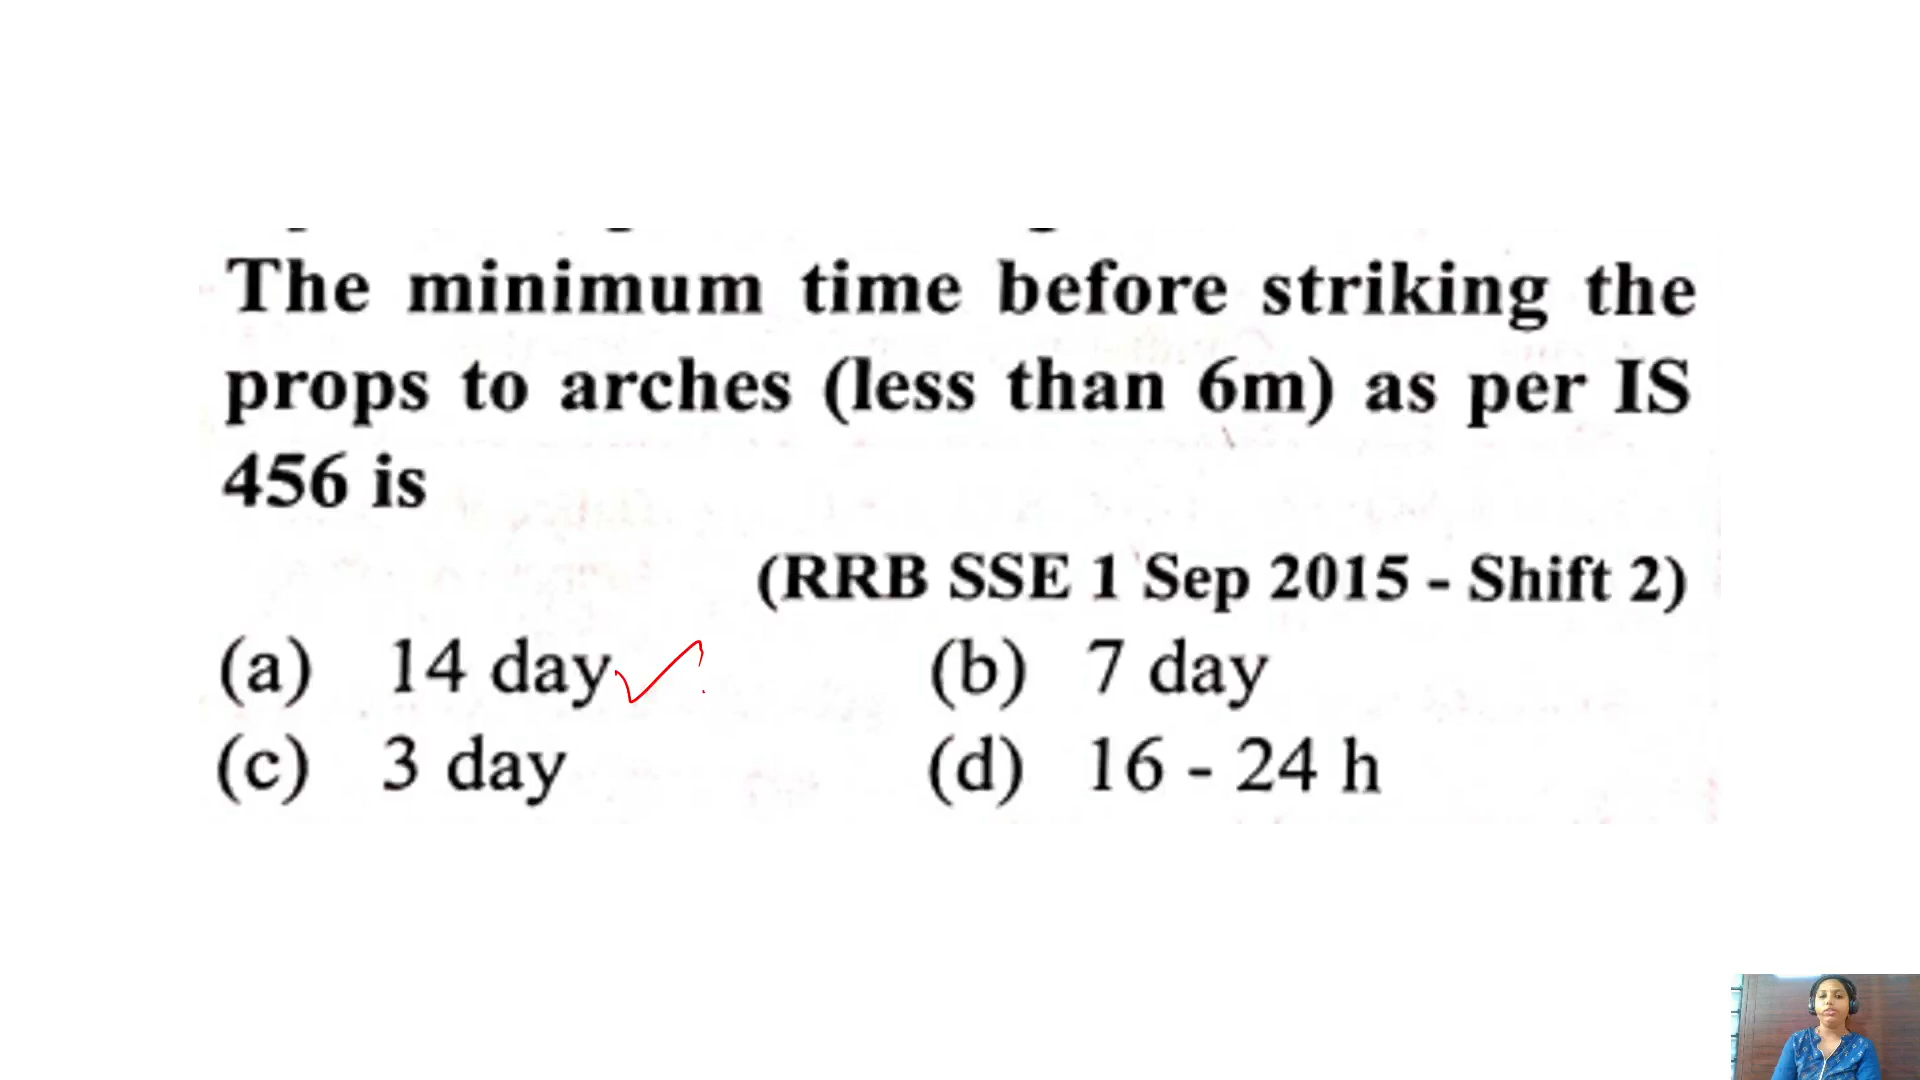 The minimum time before striking the
props to arches (less than 6m) as per IS
456 is
(RRB SSE 1 Sep 2015 - Shift 2)
(a) 14 day (b) 7 day
(c) 3 day (d) 16 - 24 h